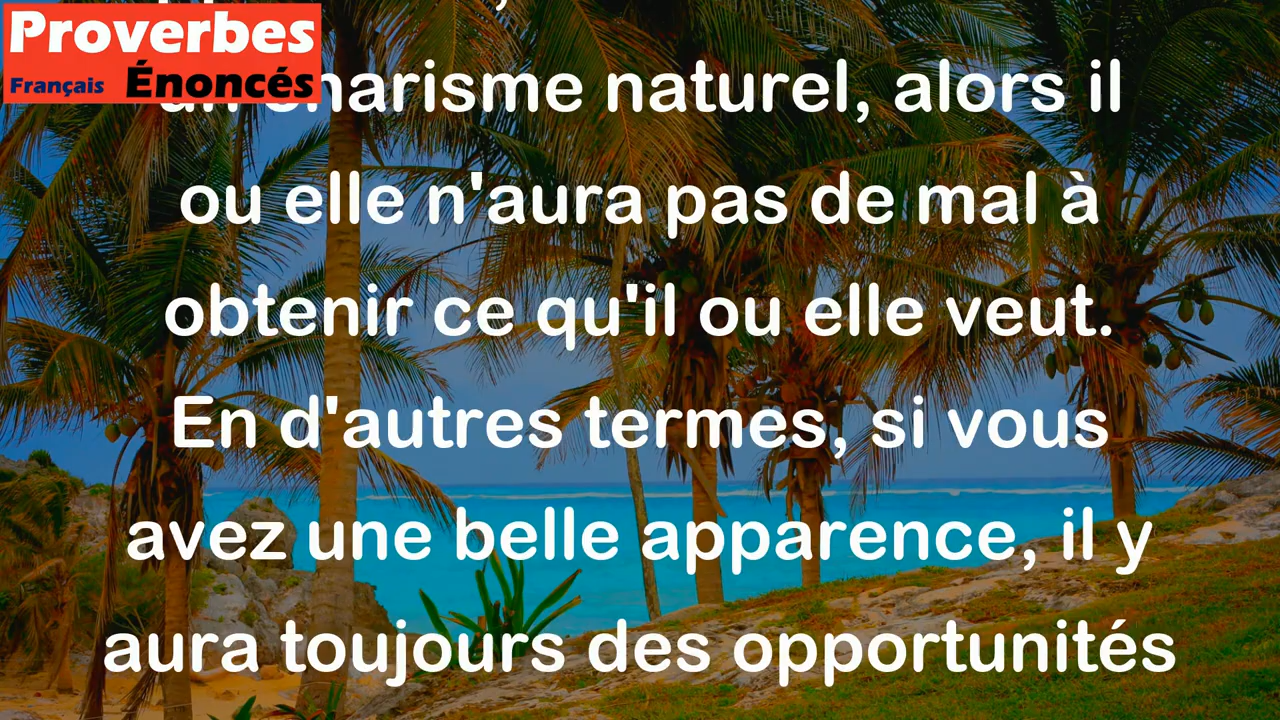 Proverbes
Français Énoncés
charisme naturel, alors il
ou elle n'aura pas de mal à
obtenir ce qu'il ou elle veut.
En d'autres termes, si vous
avez une belle apparence, il y
aura toujours des opportunités